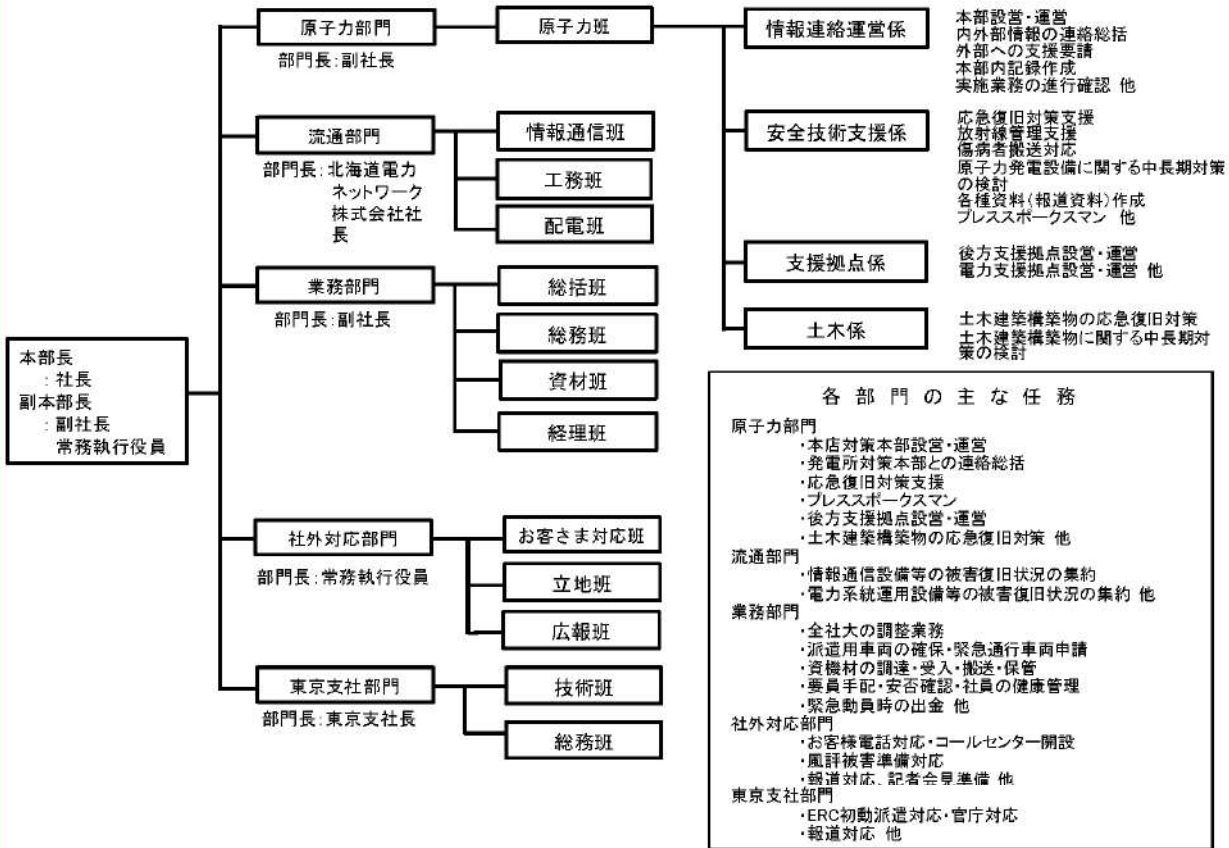 本部長
：社長
副本部長
：副社長
常務執行役員
原子力部門
部門長：副社長
原子力班
情報連絡運営係
本部設営・運営
内外部情報の連絡総括
外部への支援要請
本部内記録作成
実施業務の進行確認 他
安全技術支援係
応急復旧対策支援
放射線管理支援
傷病者搬送対応
原子力発電設備に関する中長期対策
の検討
各種資料（報道資料）作成
プレススポークスマン 他
支援拠点係
後方支援拠点設営・運営
電力支援拠点設営・運営 他
土木係
土木建築構築物の応急復旧対策
土木建築構築物に関する中長期対
策の検討
流通部門
部門長：北海道電力
ネットワーク
株式会社社
長
情報通信班
工務班
配電班
業務部門
部門長：副社長
総括班
総務班
資材班
経理班
社外対応部門
部門長：常務執行役員
お客さま対応班
立地班
広報班
東京支社部門
部門長：東京支社長
技術班
総務班
各部門の主な任務
原子力部門
・本店対策本部設営・運営
・発電所対策本部との連絡総括
・応急復旧対策支援
・プレススポークスマン
・後方支援拠点設営・運営
・土木建築構築物の応急復旧対策 他
流通部門
・情報通信設備等の被害復旧状況の集約
・電力系統運用設備等の被害復旧状況の集約 他
業務部門
・全社大の調整業務
・派遣用車両の確保・緊急通行車両申請
・資機材の調達・受入・搬送・保管
・要員手配・安否確認・社員の健康管理
・緊急動員時の出金 他
社外対応部門
・お客様電話対応・コールセンター開設
・風評被害準備対応
・報道対応、記者会見準備 他
東京支社部門
・ERC初動派遣対応・官庁対応
・報道対応 他